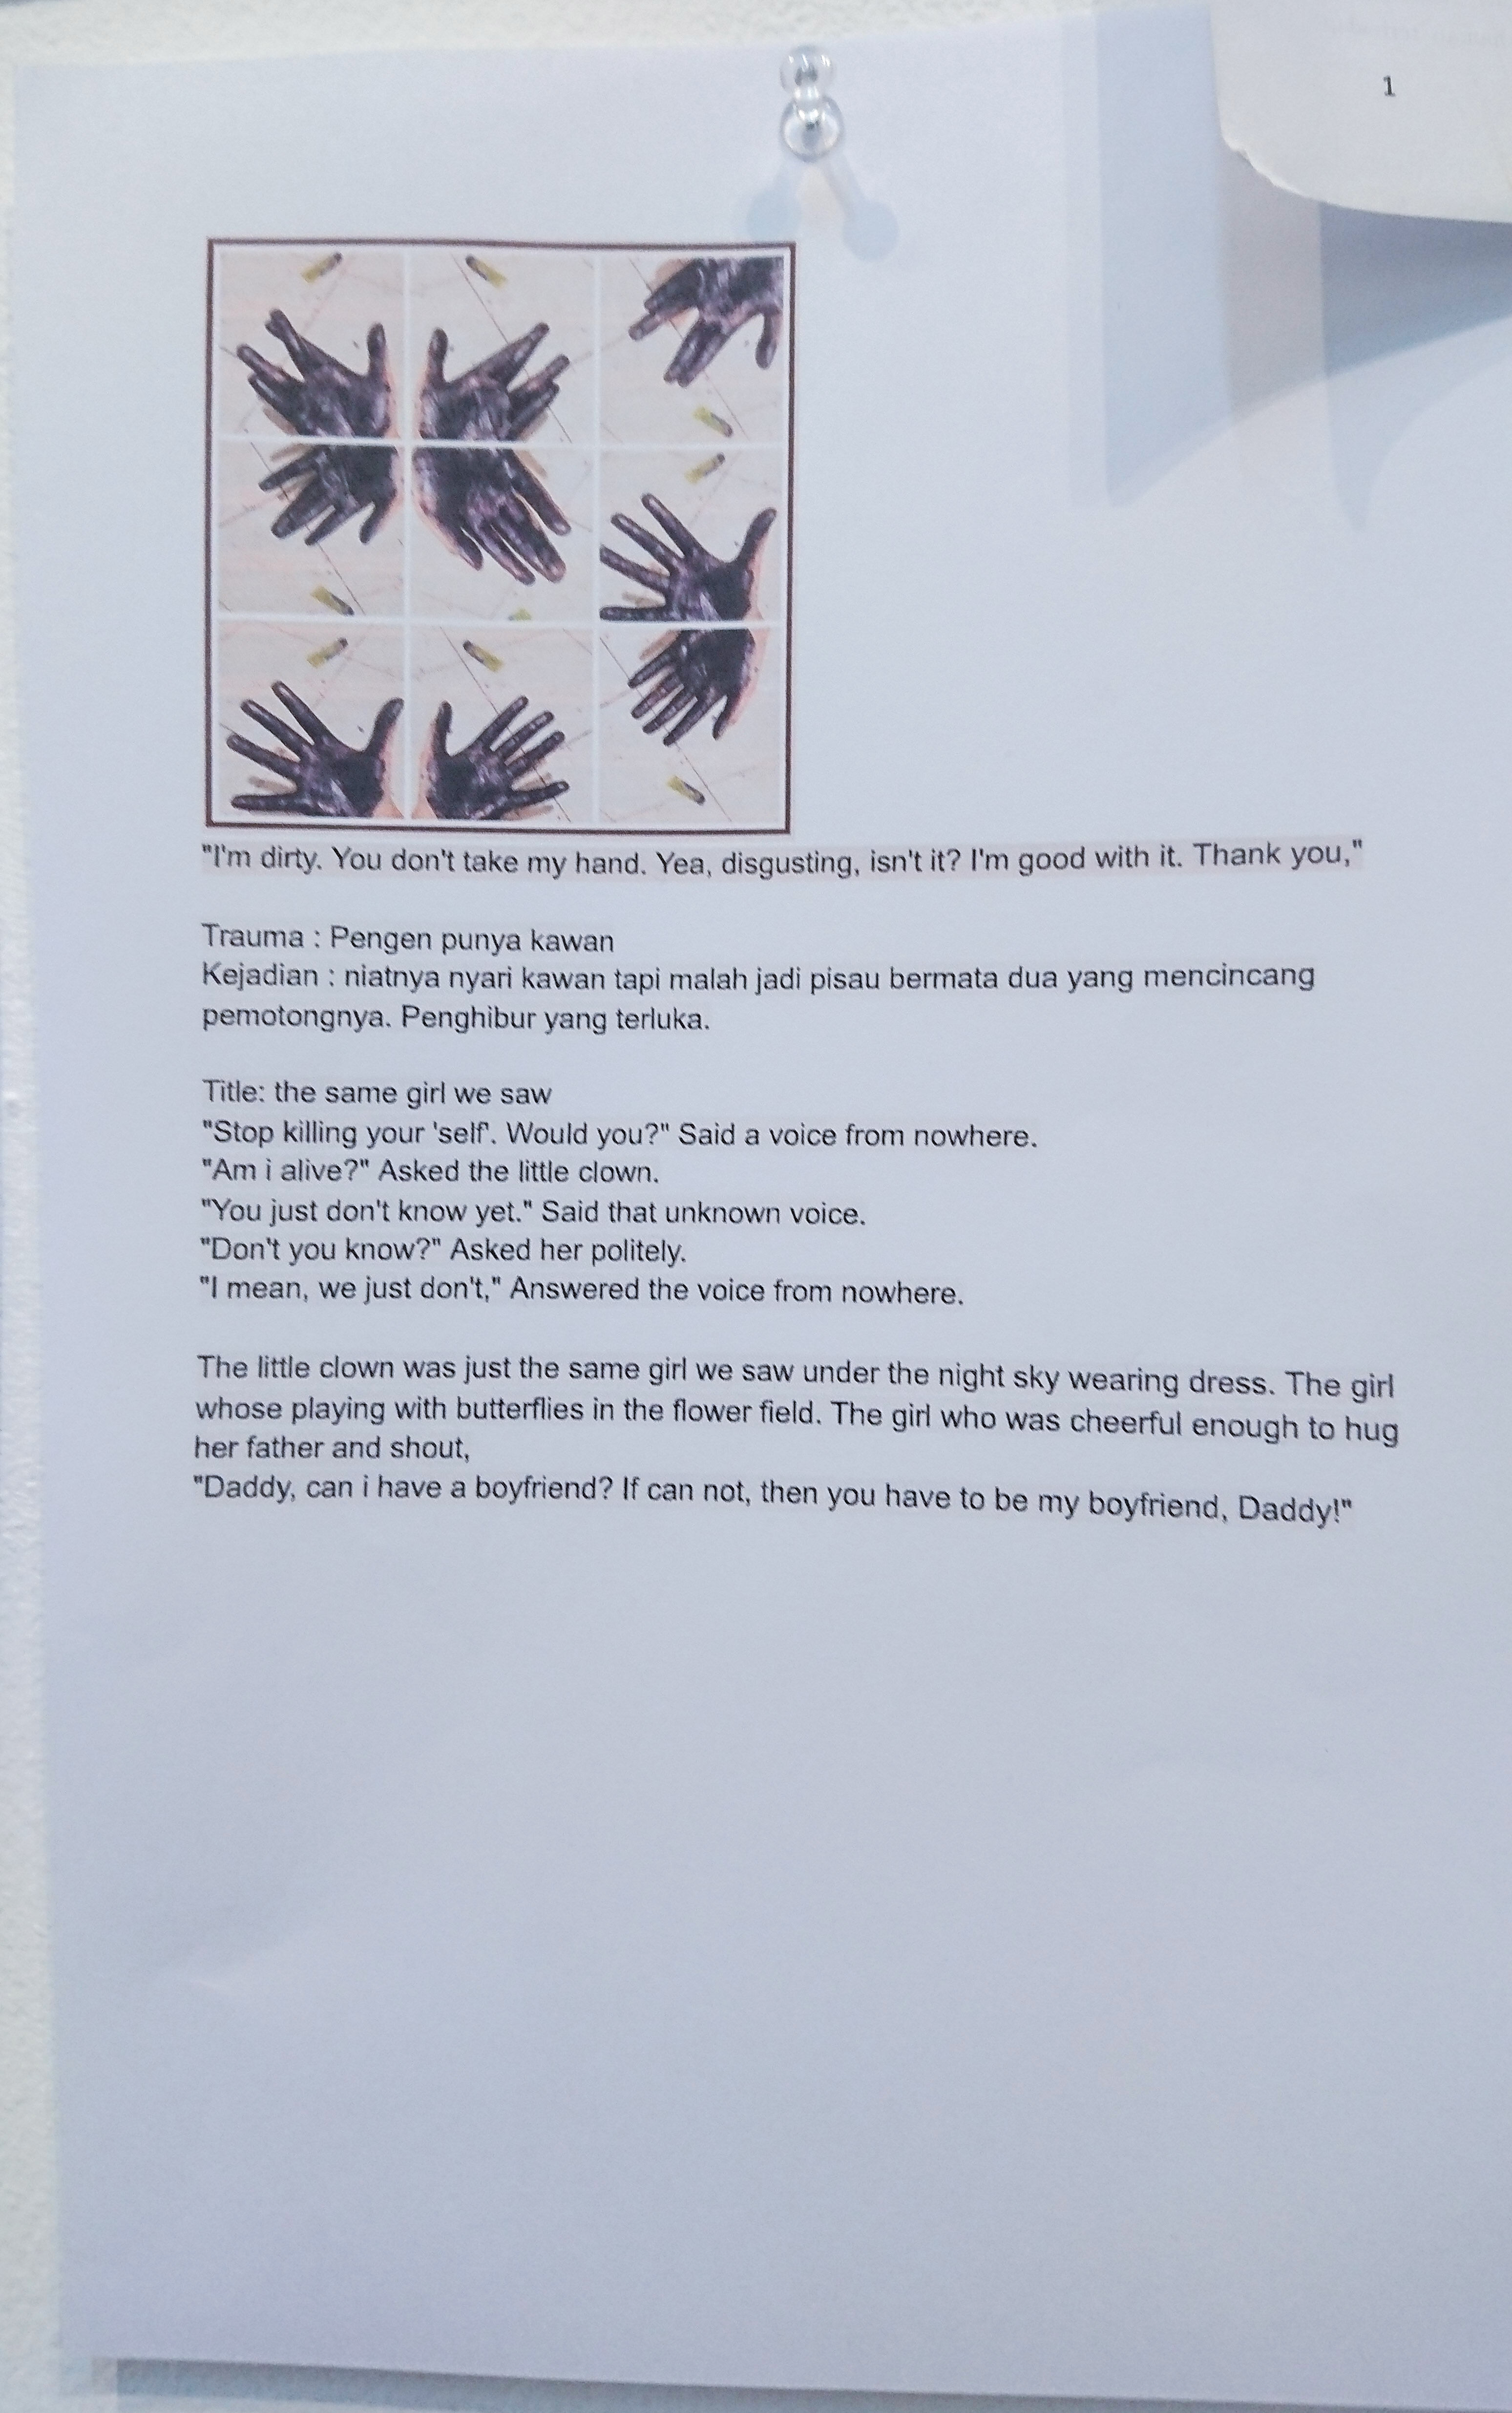 1
"I'm dirty. You don't take my hand. Yea, disgusting, isn't it? I'm good with it. Thank you,"
Trauma : Pengen punya kawan
Kejadian : niatnya nyari kawan tapi malah jadi pisau bermata dua yang mencincang
pemotongnya. Penghibur yang terluka.
Title: the same girl we saw
"Stop killing your 'self'. Would you?" Said a voice from nowhere.
"Am i alive?" Asked the little clown.
"You just don't know yet." Said that unknown voice.
"Don't you know?" Asked her politely.
"I mean, we just don't," Answered the voice from nowhere.
The little clown was just the same girl we saw under the night sky wearing dress. The girl
whose playing with butterflies in the flower field. The girl who was cheerful enough to hug
her father and shout,
"Daddy, can i have a boyfriend? If can not, then you have to be my boyfriend, Daddy!"